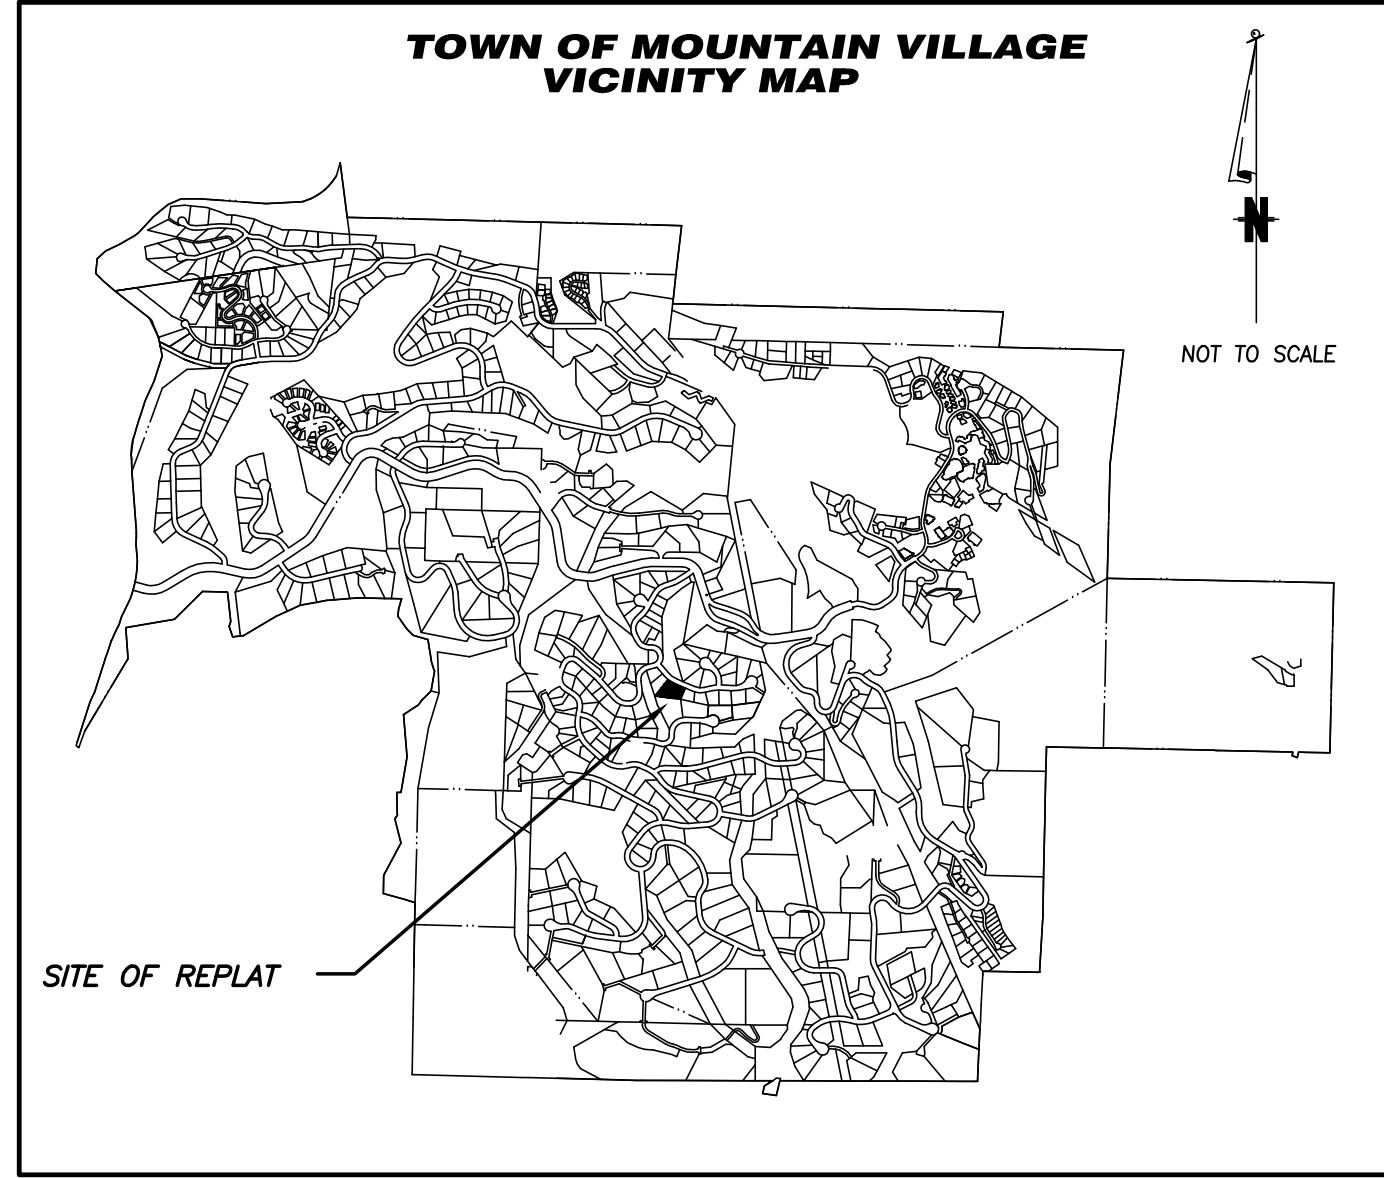 TOWN OF MOUNTAIN VILLAGE
VICINITY MAP
N
NOT TO SCALE
SITE OF REPLAT